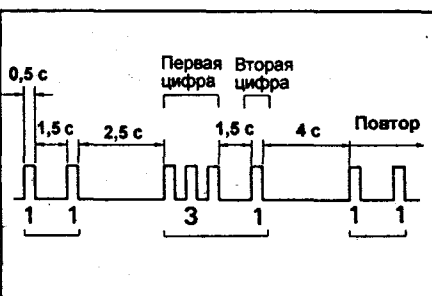 Первая Вторая
цифра цифра
0,5 с
1,5 с 2,5 с 1,5 с 4 с Повтор
1 1 3 1 1 1